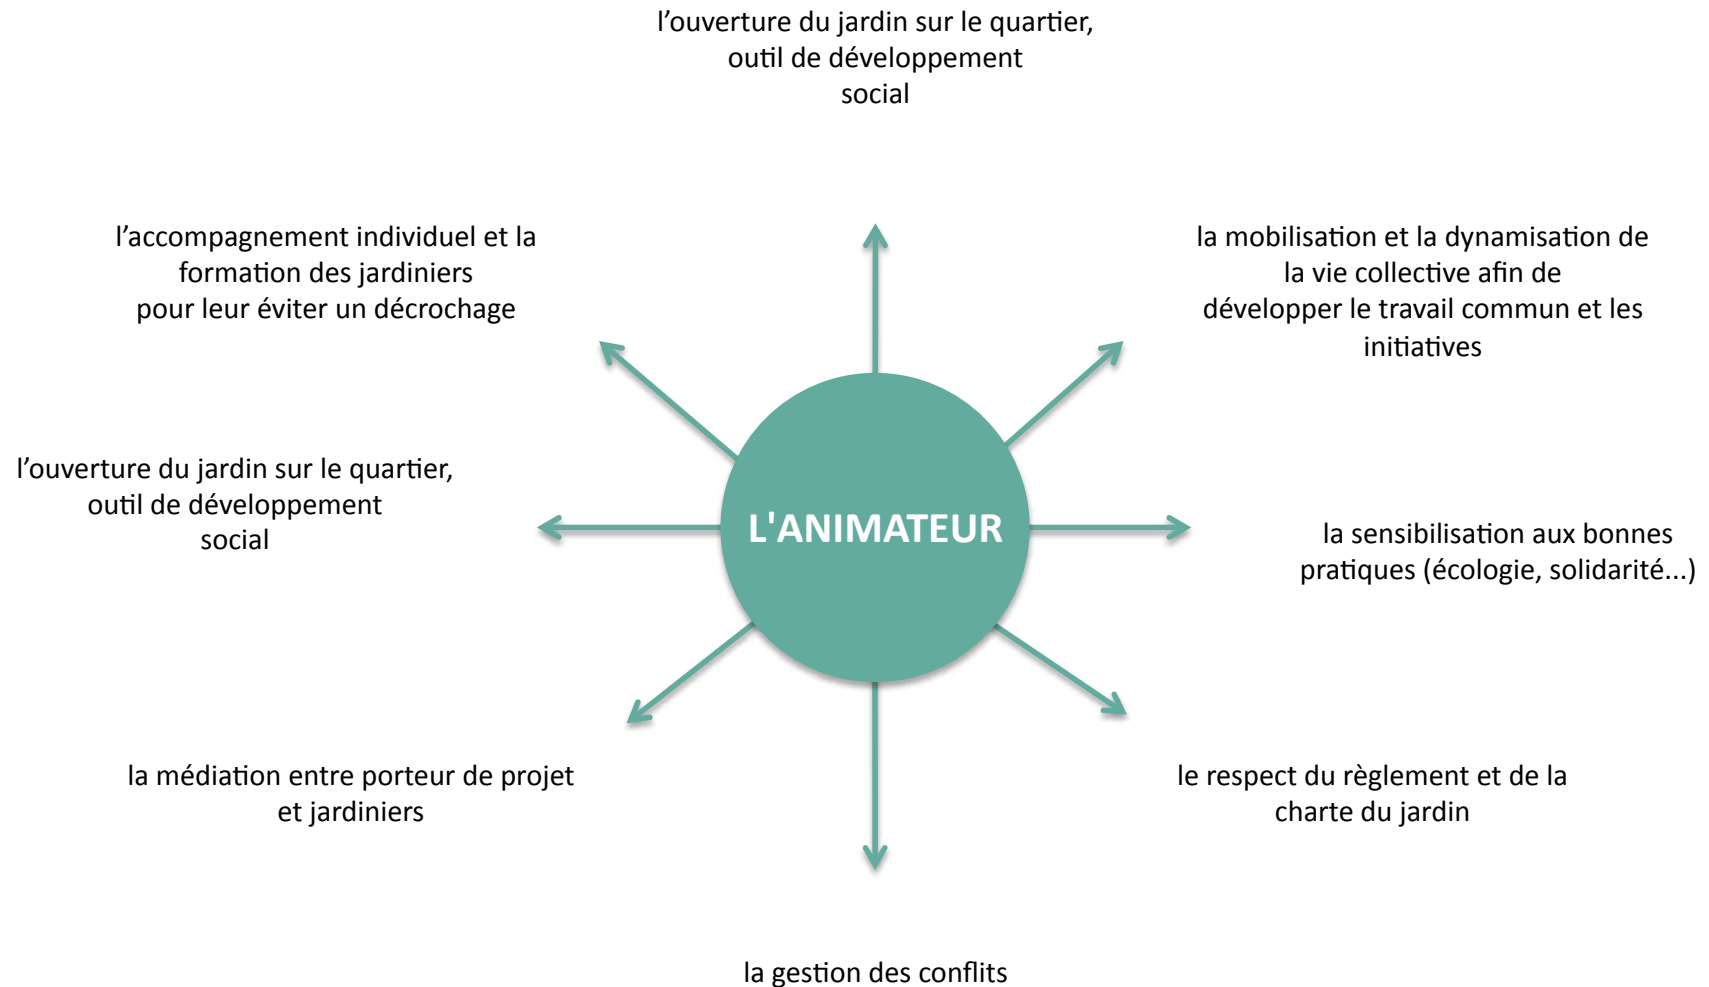 l’ouverture du jardin sur le quartier,
outil de développement
social
l’accompagnement individuel et la
formation des jardiniers
pour leur éviter un décrochage
la mobilisation et la dynamisation de
la vie collective afin de
développer le travail commun et les
initiatives
l’ouverture du jardin sur le quartier,
outil de développement
social
L'ANIMATEUR
la sensibilisation aux bonnes
pratiques (écologie, solidarité...)
la médiation entre porteur de projet
et jardiniers
le respect du règlement et de la
charte du jardin
la gestion des conflits